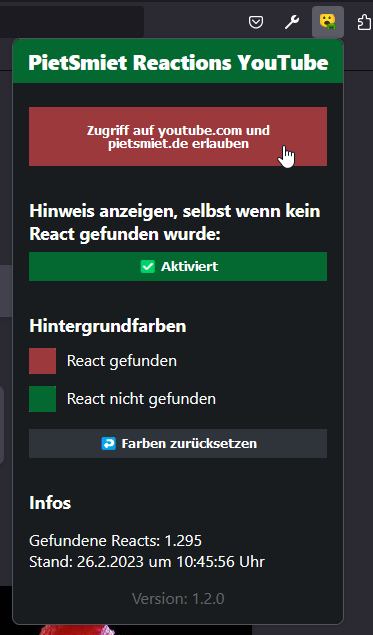 PietSmiet Reactions YouTube
Zugriff auf youtube.com und
pietsmiet.de erlauben
Hinweis anzeigen, selbst wenn kein
React gefunden wurde:
✅ Aktiviert
Hintergrundfarben
React gefunden
React nicht gefunden
↩️ Farben zurücksetzen
Infos
Gefundene Reacts: 1.295
Stand: 26.2.2023 um 10:45:56 Uhr
Version: 1.2.0